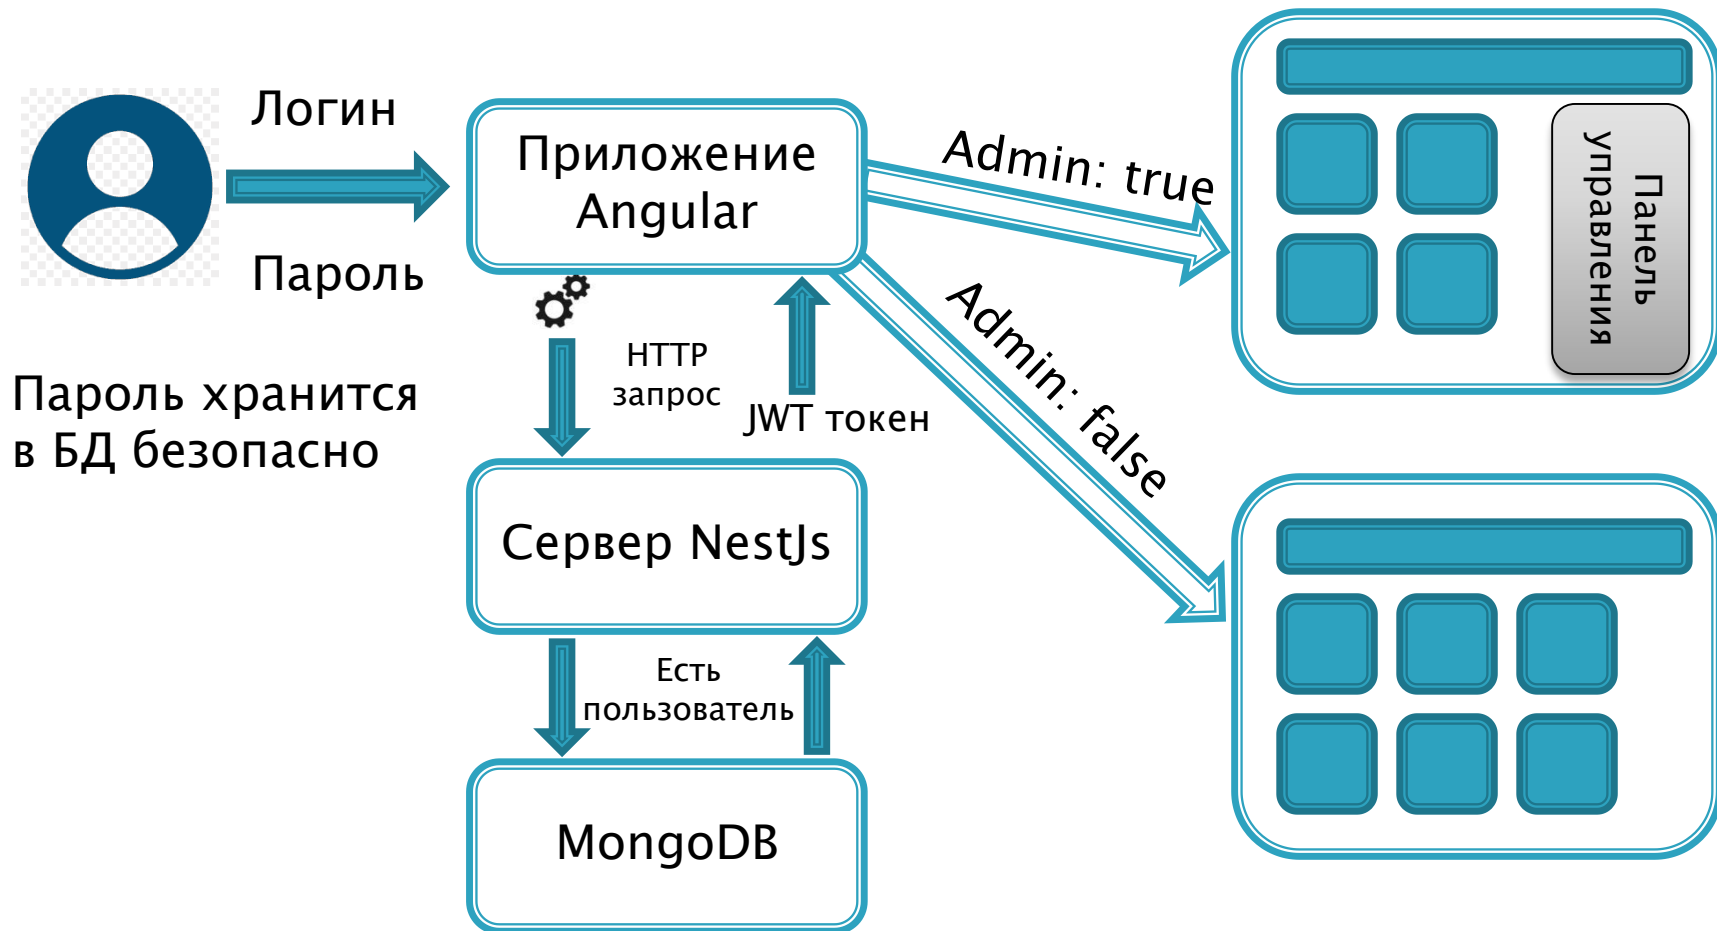 Логин
Пароль
Пароль хранится
в БД безопасно
Приложение
Angular
HTTP
запрос
JWT токен
Сервер NestJs
Есть
пользователь
MongoDB
Admin: true
Admin: false
Панель
управления